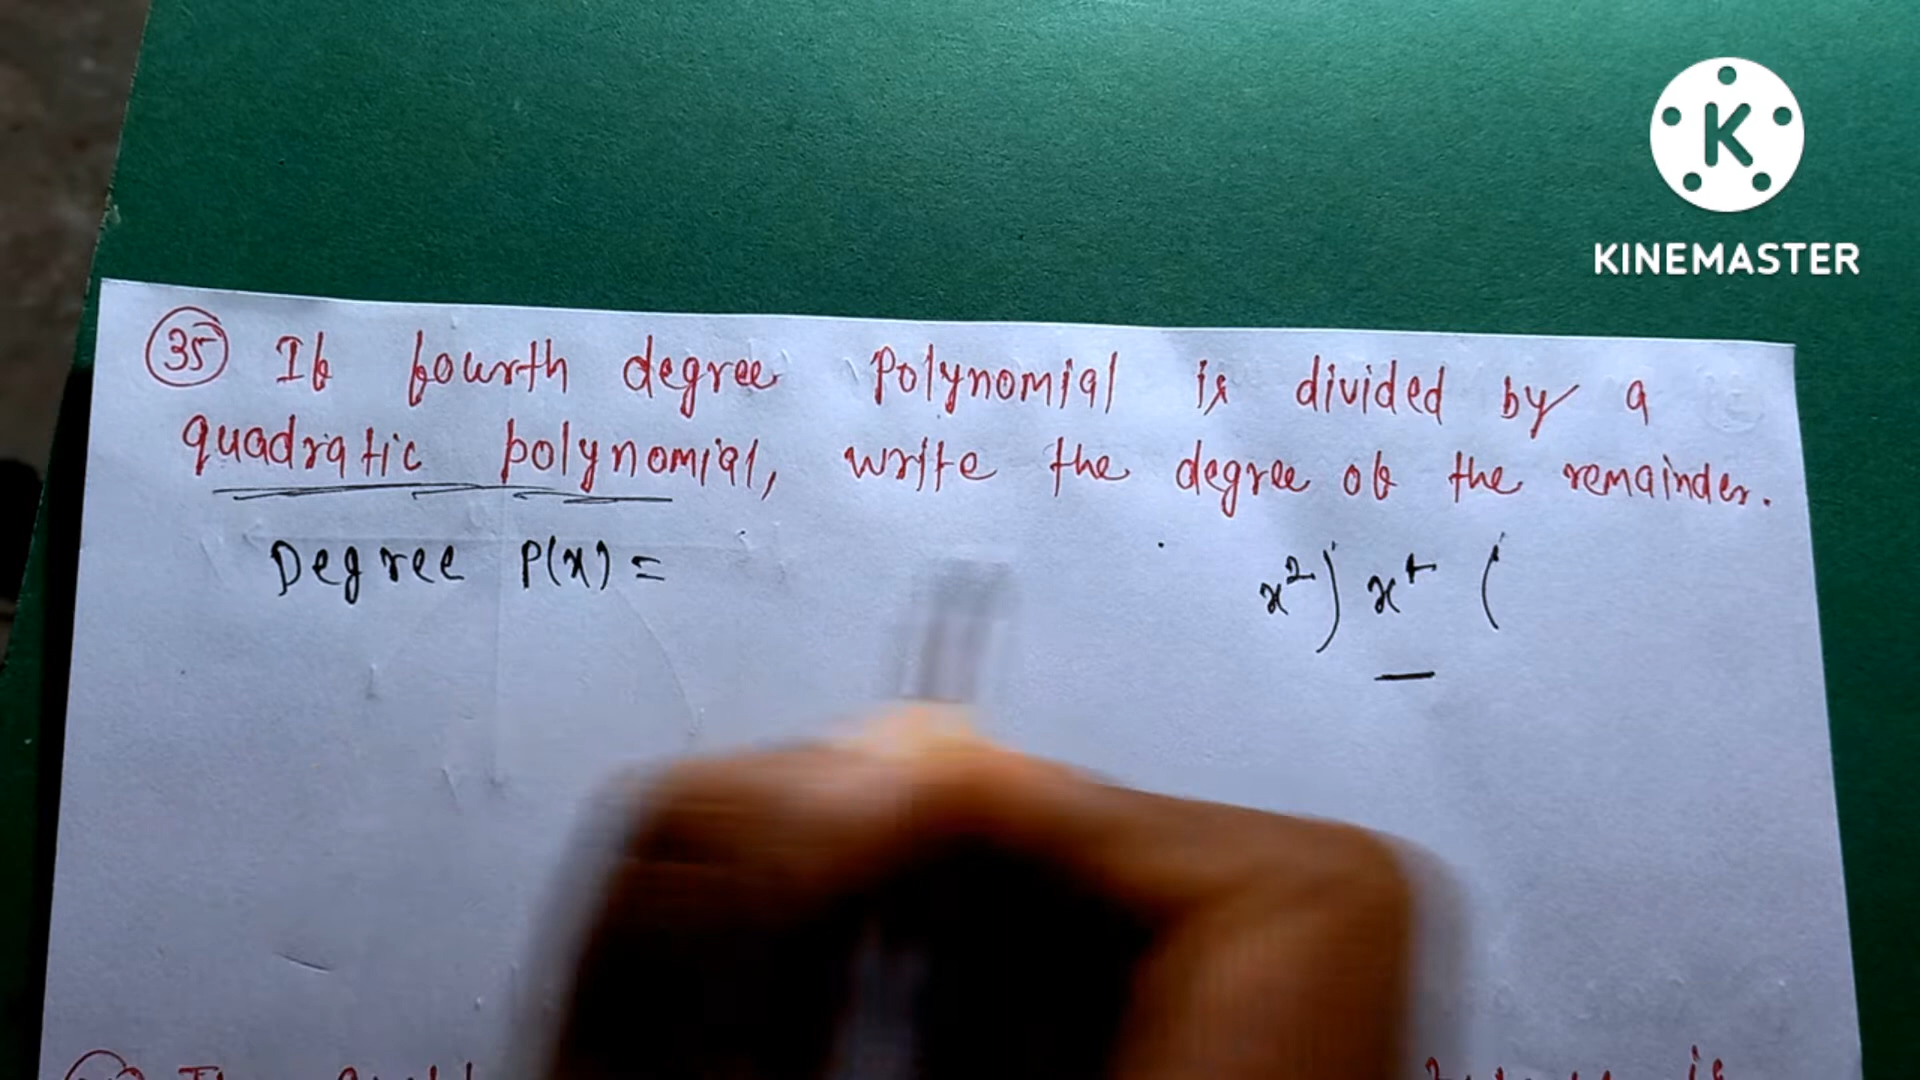 K
KINEMASTER
35 If fourth degree polynomial is divided by a
quadratic polynomial, write the degree of the remainder.
Degree P(x) =
x²) x⁴ (
is